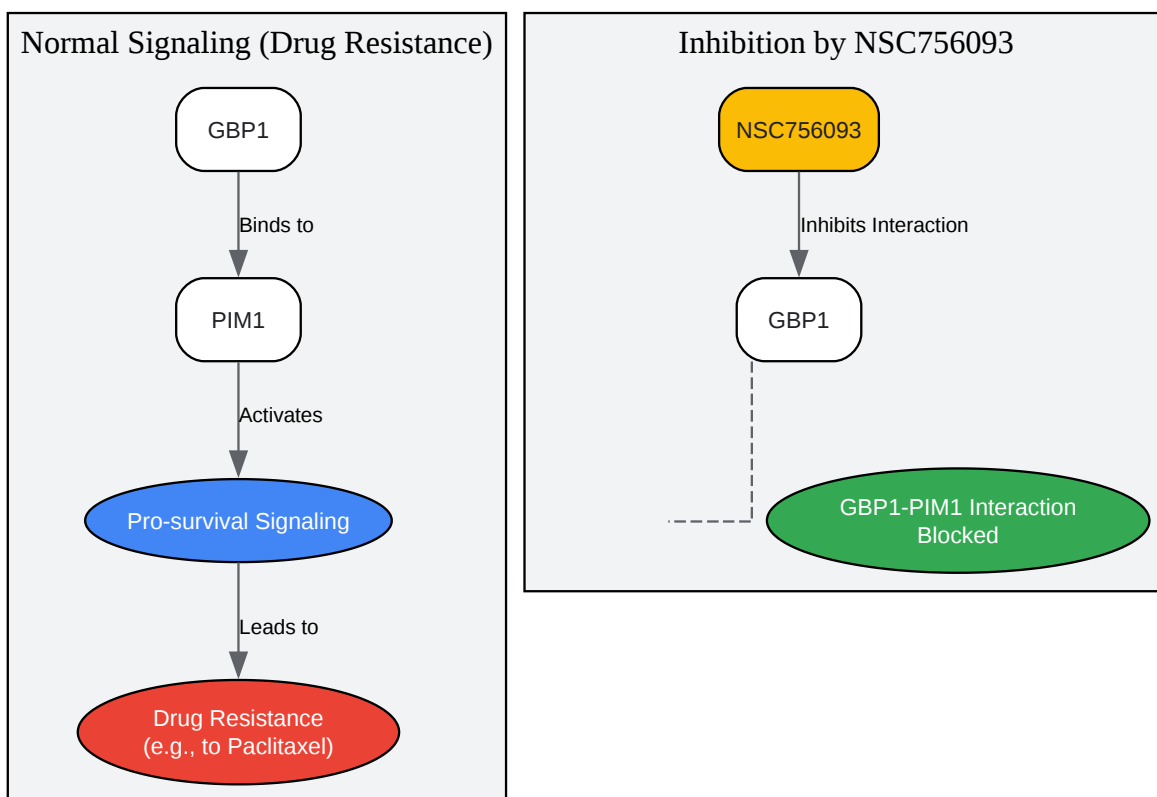 Normal Signaling (Drug Resistance)
GBP1
Binds to
PIM1
Activates
Pro-survival Signaling
Leads to
Drug Resistance
(e.g., to Paclitaxel)
Inhibition by NSC756093
NSC756093
Inhibits Interaction
GBP1
GBP1-PIM1 Interaction
Blocked